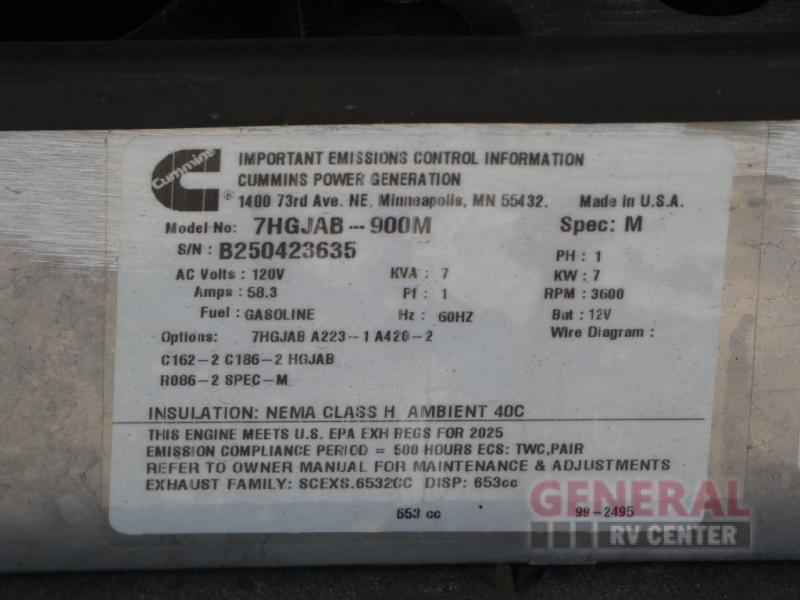 Cummins
IMPORTANT EMISSIONS CONTROL INFORMATION
CUMMINS POWER GENERATION
® 1400 73rd Ave. NE, Minneapolis, MN 55432. Made in U.S.A.
Model No: 7HGJAB-900M Spec: M
S/N : B250423635 PH : 1
AC Volts : 120V KVA : 7 KW : 7
Amps : 58.3 Pf : 1 RPM : 3600
Fuel : GASOLINE Hz : 60HZ Bat : 12V
Options: 7HGJAB A223-1 A420-2 Wire Diagram :
C162-2 C186-2 HGJAB
R086-2 SPEC-M
INSULATION: NEMA CLASS H AMBIENT 40C
THIS ENGINE MEETS U.S. EPA EXH REGS FOR 2025
EMISSION COMPLIANCE PERIOD = 500 HOURS ECS: TWC,PAIR
REFER TO OWNER MANUAL FOR MAINTENANCE & ADJUSTMENTS
EXHAUST FAMILY: SCEXS.6532CC DISP: 653cc
653 cc 99-2495
GENERAL
RV CENTER